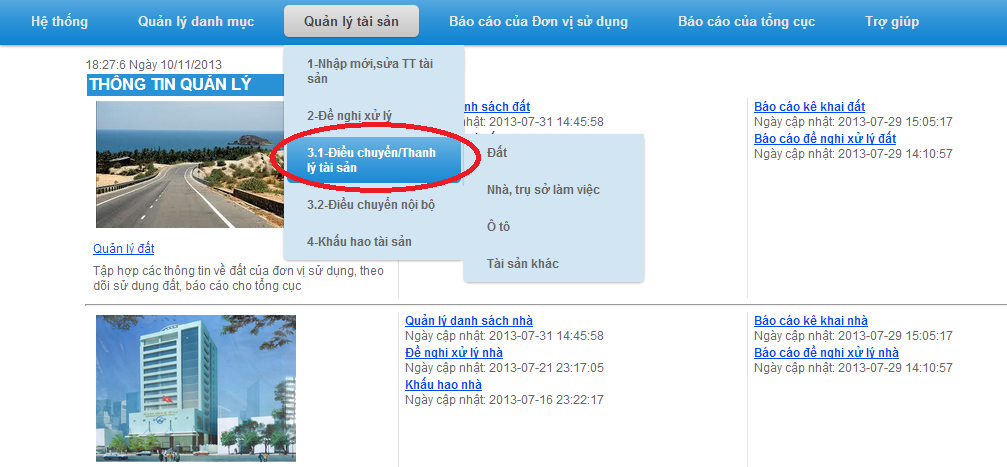 Hệ thống Quản lý danh mục Quản lý tài sản Báo cáo của Đơn vị sử dụng Báo cáo của tổng cục Trợ giúp
18:27:6 Ngày 10/11/2013
THÔNG TIN QUẢN LÝ
1-Nhập mới,sửa TT tài
sản
2-Đề nghị xử lý
3.1-Điều chuyển/Thanh
lý tài sản
3.2-Điều chuyển nội bộ
4-Khấu hao tài sản
Đất
Nhà, trụ sở làm việc
Ô tô
Tài sản khác
sách đất
nhật: 2013-07-31 14:45:58
Báo cáo kê khai đất
Ngày cập nhật: 2013-07-29 15:05:17
Báo cáo đề nghị xử lý đất
Ngày cập nhật: 2013-07-29 14:10:57
Quản lý đất
Tập hợp các thông tin về đất của đơn vị sử dụng, theo
dõi sử dụng đất, báo cáo cho tổng cục
Quản lý danh sách nhà
Ngày cập nhật: 2013-07-31 14:45:58
Đề nghị xử lý nhà
Ngày cập nhật: 2013-07-21 23:17:05
Khấu hao nhà
Ngày cập nhật: 2013-07-16 23:22:17
Báo cáo kê khai nhà
Ngày cập nhật: 2013-07-29 15:05:17
Báo cáo đề nghị xử lý nhà
Ngày cập nhật: 2013-07-29 14:10:57